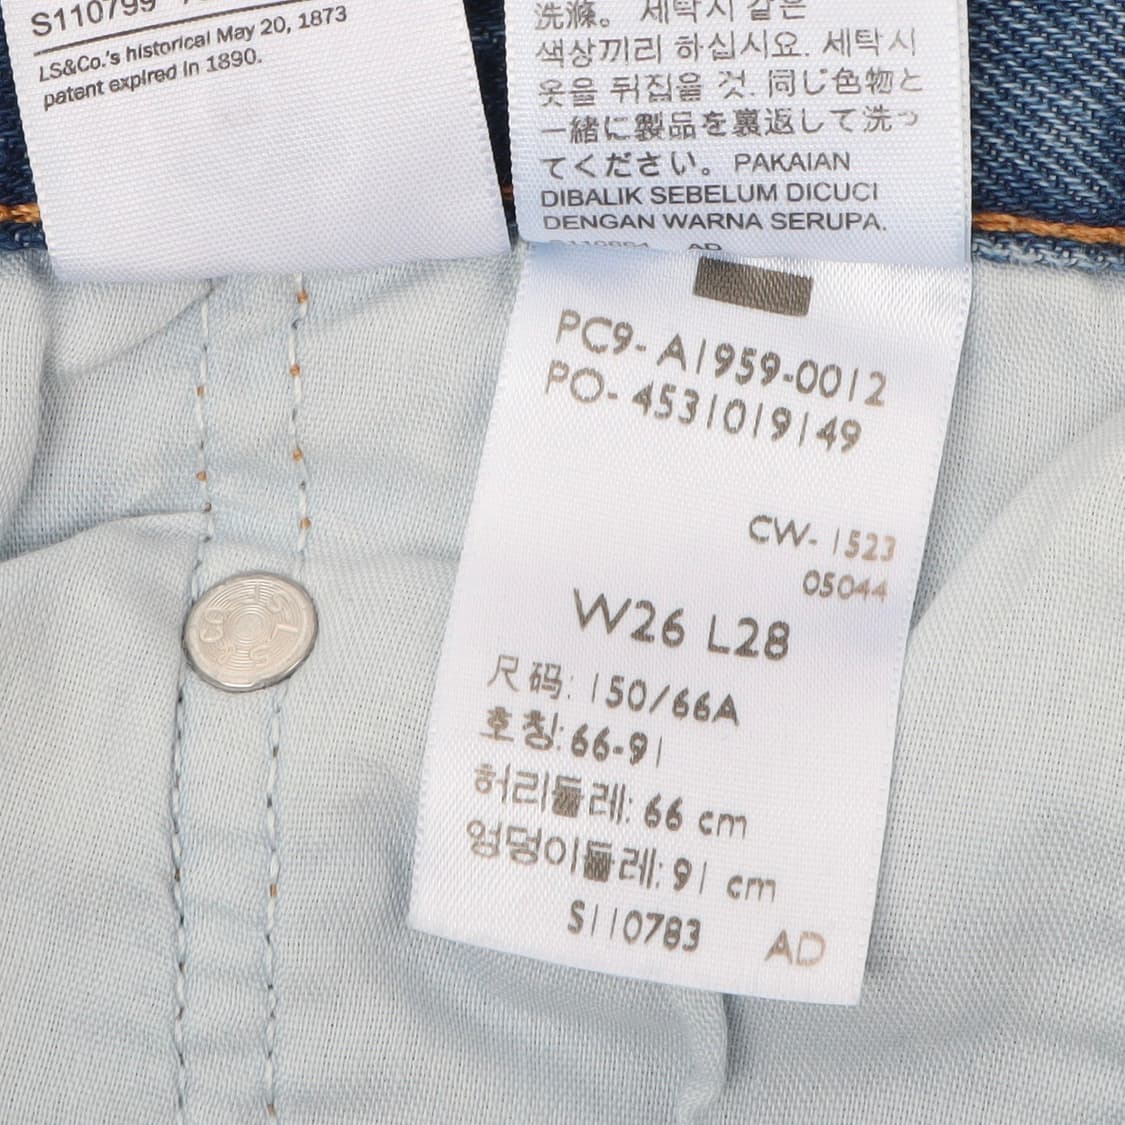 S110799
LS&Co.'s historical May 20, 1873
patent expired in 1890.
洗滌。 세탁시 같은
색상끼리 하십시요. 세탁시
옷을 뒤집을 것. 同じ色物と
一緒に製品を裏返して洗っ
てください。 PAKAIAN
DIBALIK SEBELUM DICUCI
DENGAN WARNA SERUPA.
AD
PC9- A1959-0012
PO- 4531019149
CW- 1523
05044
W26 L28
尺码: 150/66A
호칭: 66-91
허리둘레: 66 cm
엉덩이둘레: 91 cm
S110783 AD
LS & CO